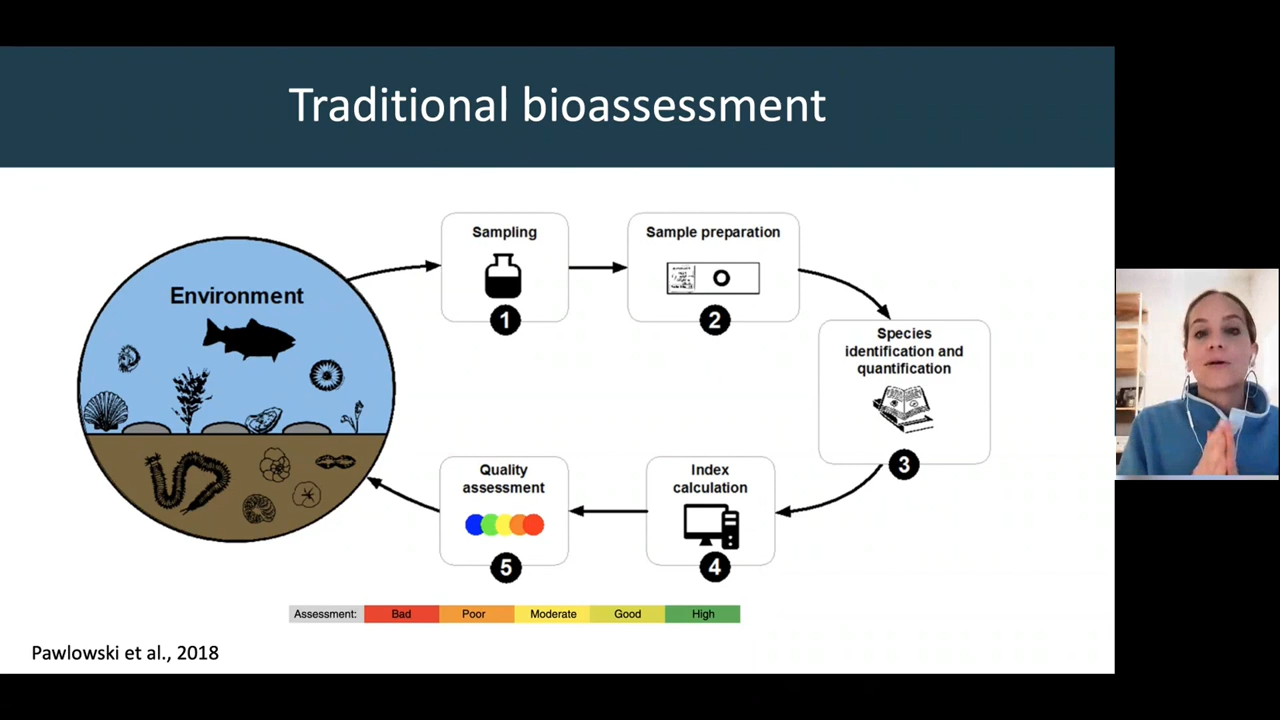 Traditional bioassessment
Environment
Sampling
1
Sample preparation
2
Species
identification and
quantification
3
Index
calculation
4
Quality
assessment
5
Assessment: Bad Poor Moderate Good High
Pawlowski et al., 2018